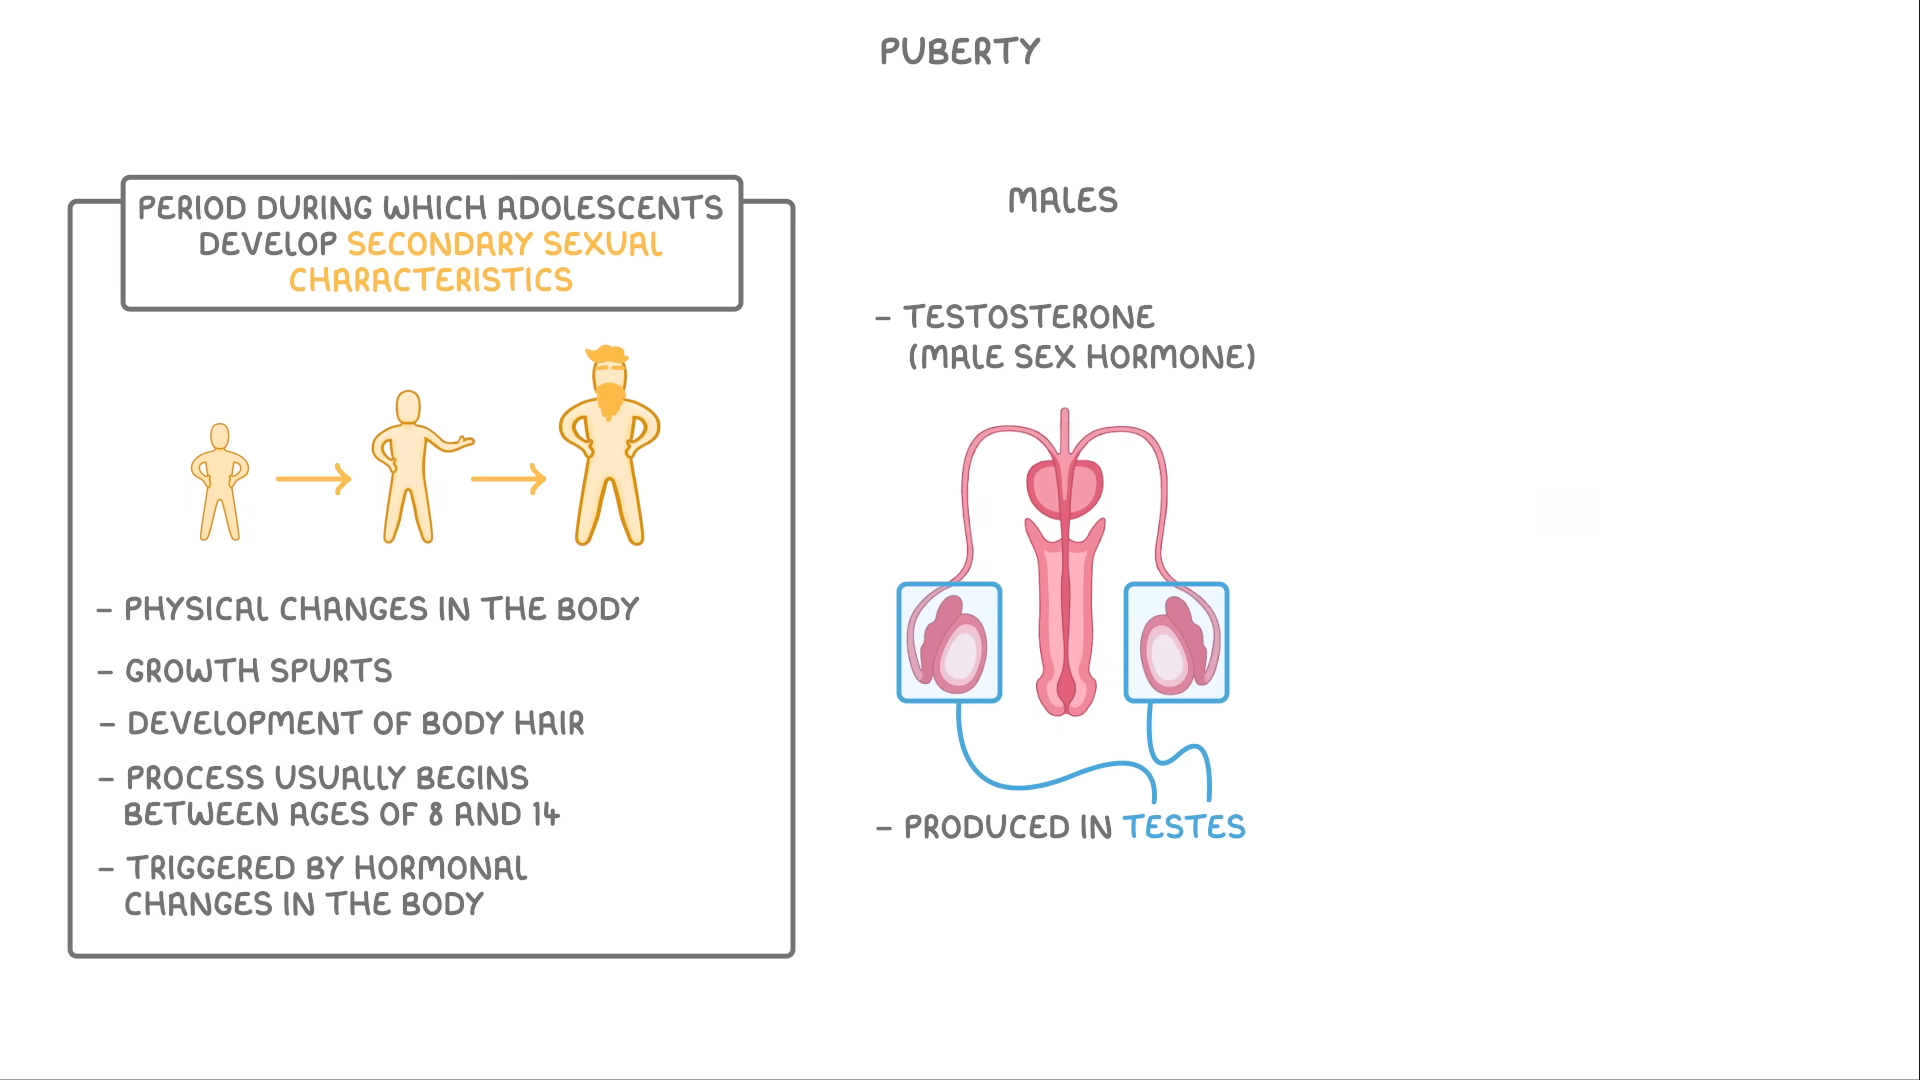 PUBERTY
PERIOD DURING WHICH ADOLESCENTS
DEVELOP SECONDARY SEXUAL
CHARACTERISTICS
- PHYSICAL CHANGES IN THE BODY
- GROWTH SPURTS
- DEVELOPMENT OF BODY HAIR
- PROCESS USUALLY BEGINS
BETWEEN AGES OF 8 AND 14
- TRIGGERED BY HORMONAL
CHANGES IN THE BODY
MALES
- TESTOSTERONE
(MALE SEX HORMONE)
- PRODUCED IN TESTES